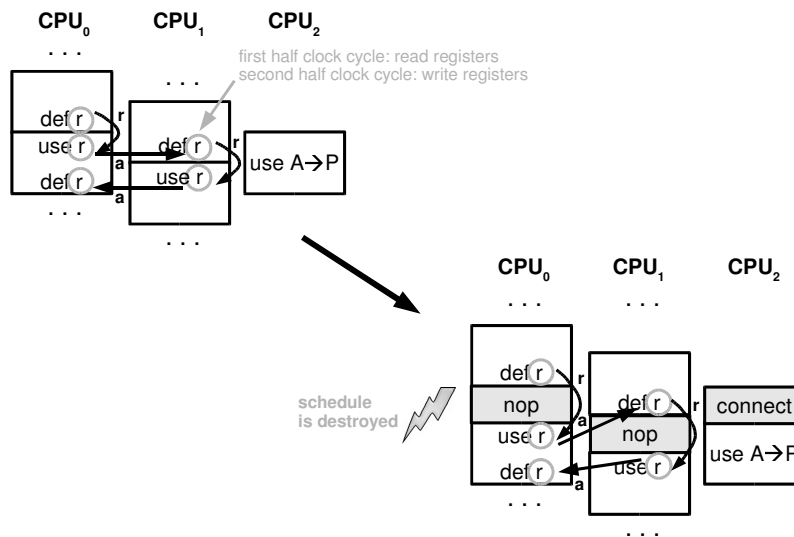 CPU0 CPU1 CPU2
. . .
first half clock cycle: read registers
second half clock cycle: write registers
. . .
def r r
use r def r r
a
use A→P
def r use r
a
. . .
. . .
CPU0 CPU1 CPU2
. . . . . .
def r r
schedule
is destroyed
nop def r r connect
a
use r nop
use A→P
def r use r
a
. . .
. . .